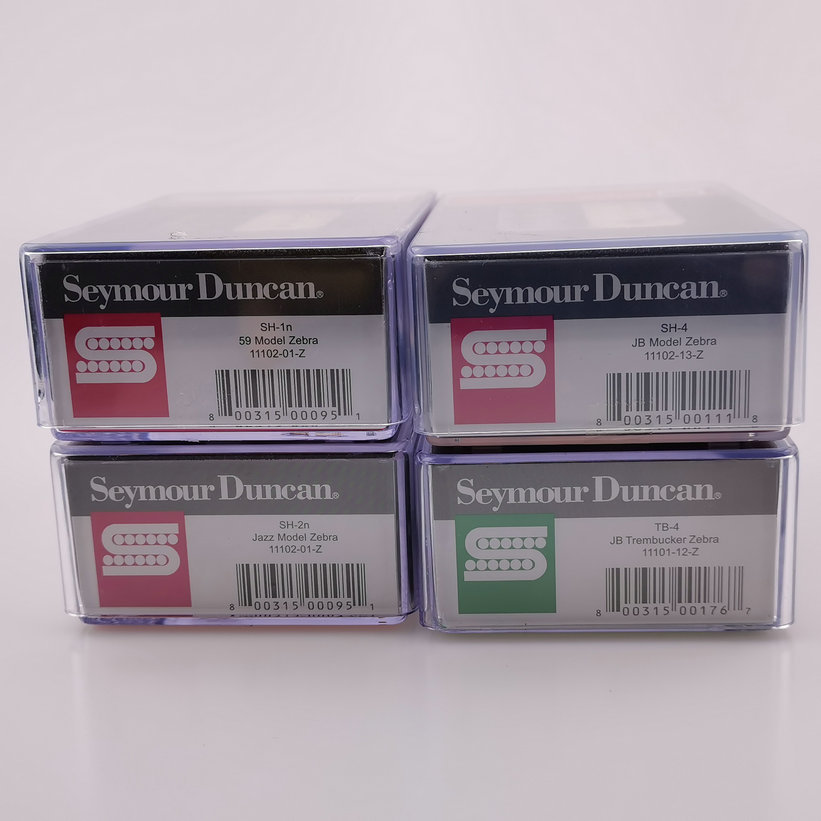 Seymour Duncan®
SH-1n
59 Model Zebra
11102-01-Z
8 00315 00095 1
Seymour Duncan®
SH-4
JB Model Zebra
11102-13-Z
8 00315 00111 8
Seymour Duncan®
SH-2n
Jazz Model Zebra
11102-01-Z
8 00315 00095 1
Seymour Duncan®
TB-4
JB Trembucker Zebra
11101-12-Z
8 00315 00176 7